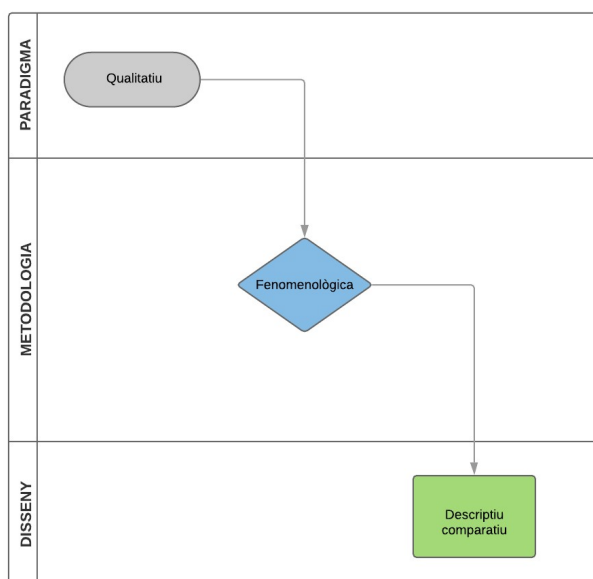 PARADIGMA
Qualitatiu
METODOLOGIA
Fenomenològica
DISSENY
Descriptiu
comparatiu